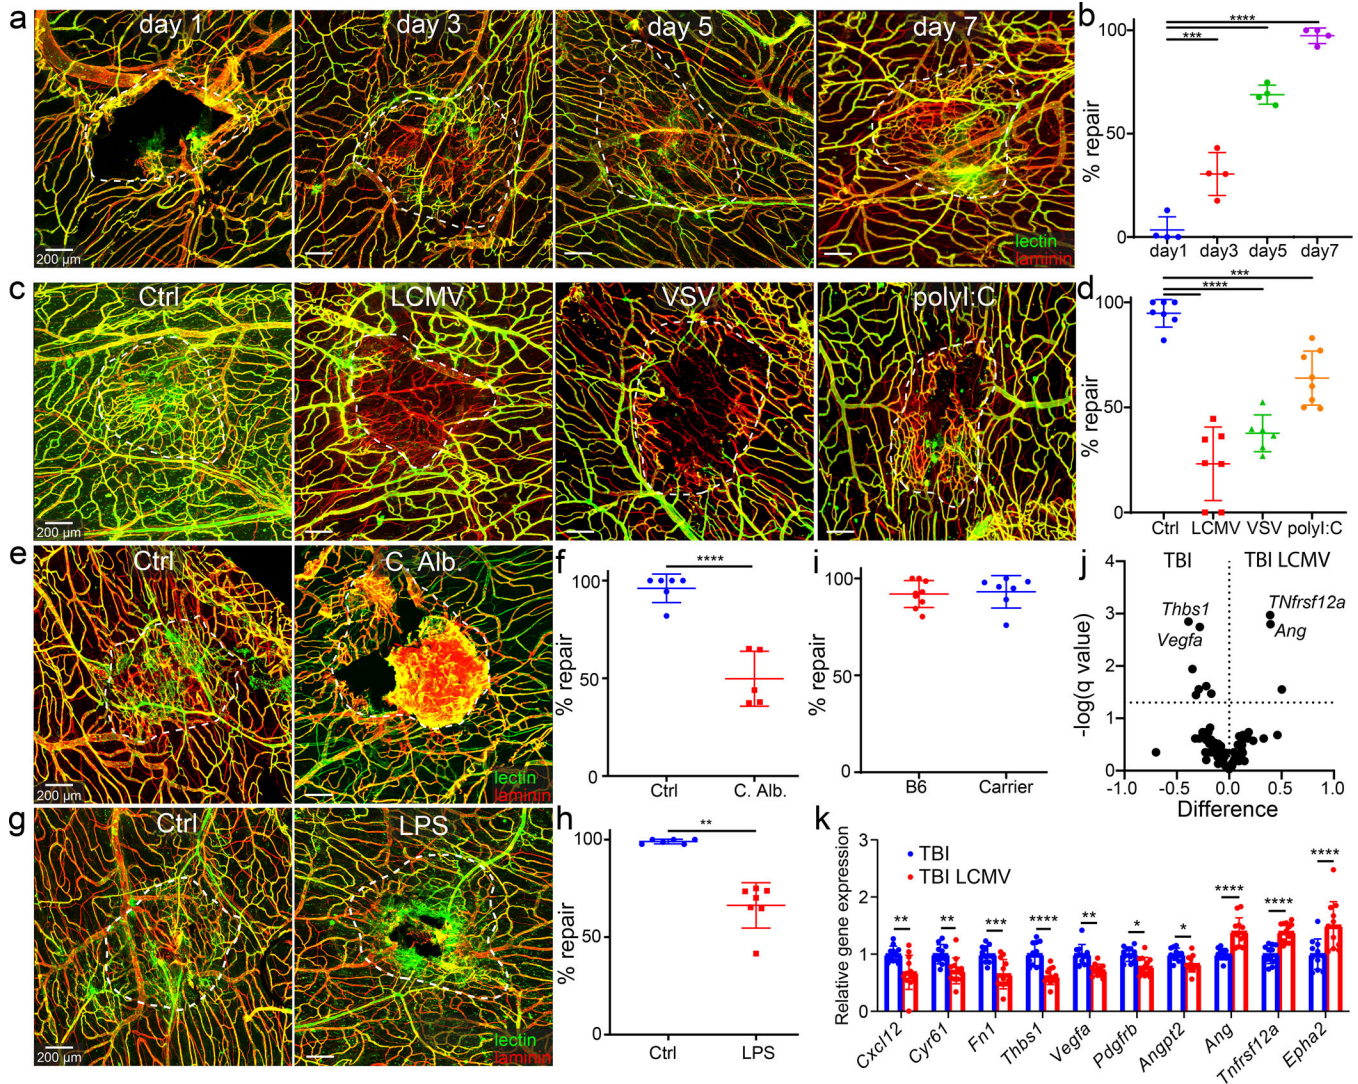 a
day 1
day 3
day 5
day 7
200 µm
lectin
laminin
b
****
***
% repair
100
50
0
day1
day3
day5
day7
c
Ctrl
LCMV
VSV
polyI:C
200 µm
d
***
****
% repair
100
50
0
Ctrl
LCMV
VSV
polyI:C
e
Ctrl
C. Alb.
200 µm
lectin
laminin
f
****
% repair
100
50
0
Ctrl
C. Alb.
i
% repair
100
50
0
B6
Carrier
j
TBI
TBI LCMV
Thbs1
Vegfa
TNfrsf12a
Ang
-log(q value)
4
3
2
1
0
-1.0
-0.5
0.0
0.5
1.0
Difference
g
Ctrl
LPS
200 µm
lectin
laminin
h
**
% repair
100
50
0
Ctrl
LPS
k
TBI
TBI LCMV
Relative gene expression
3
2
1
0
**
**
***
****
**
*
*
****
****
****
Cxcl12
Cyr61
Fn1
Thbs1
Vegfa
Pdgfrb
Angpt2
Ang
Tnfrsf12a
Epha2